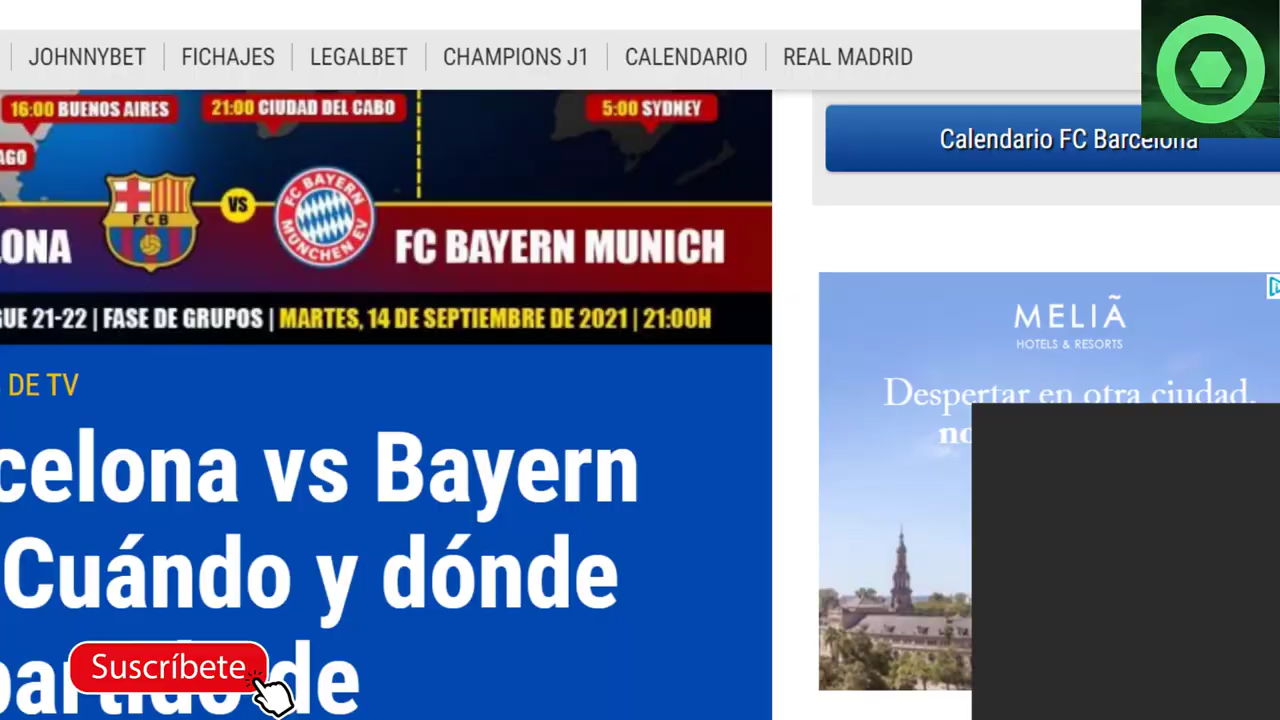 JOHNNYBET FICHAJES LEGALBET CHAMPIONS J1 CALENDARIO REAL MADRID
16:00 BUENOS AIRES 21:00 CIUDAD DEL CABO 5:00 SYDNEY
AGO
Calendario FC Barcelona
FCB
VS
FC BAYERN
MÜNCHEN EV
ONA FC BAYERN MUNICH
GUE 21-22 | FASE DE GRUPOS | MARTES, 14 DE SEPTIEMBRE DE 2021 | 21:00H
MELIÃ
HOTELS & RESORTS
Despertar en otra ciudad,
no
DE TV
celona vs Bayern
Cuándo y dónde
partido de
Suscríbete